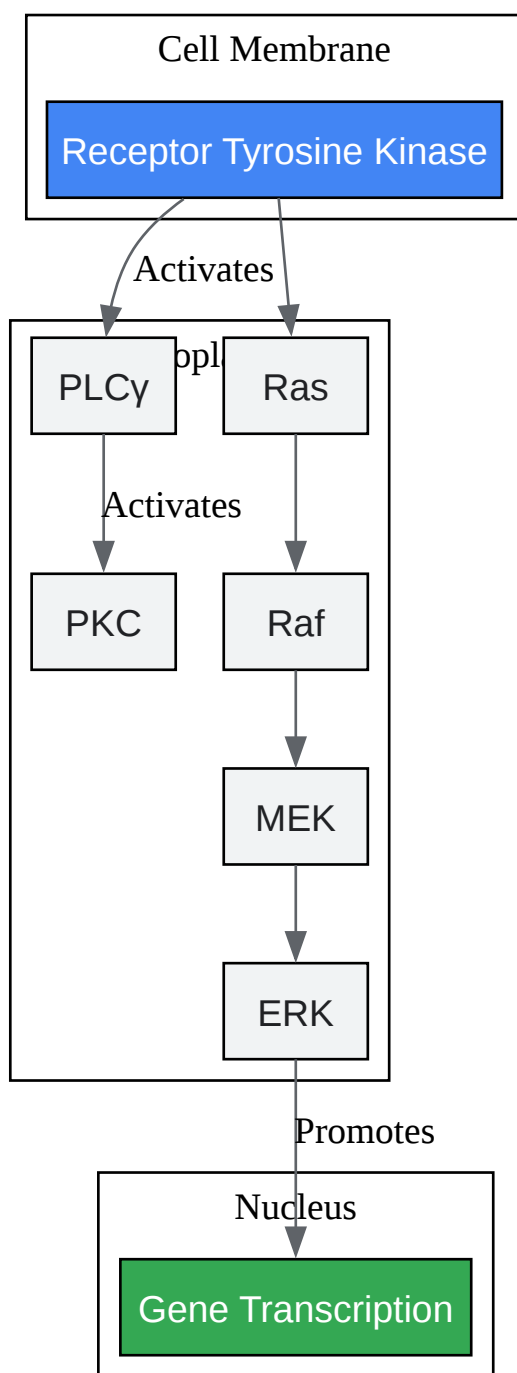 Cell Membrane
Receptor Tyrosine Kinase
Activates
PLCγ
Ras
Activates
PKC
Raf
MEK
ERK
Promotes
Nucleus
Gene Transcription